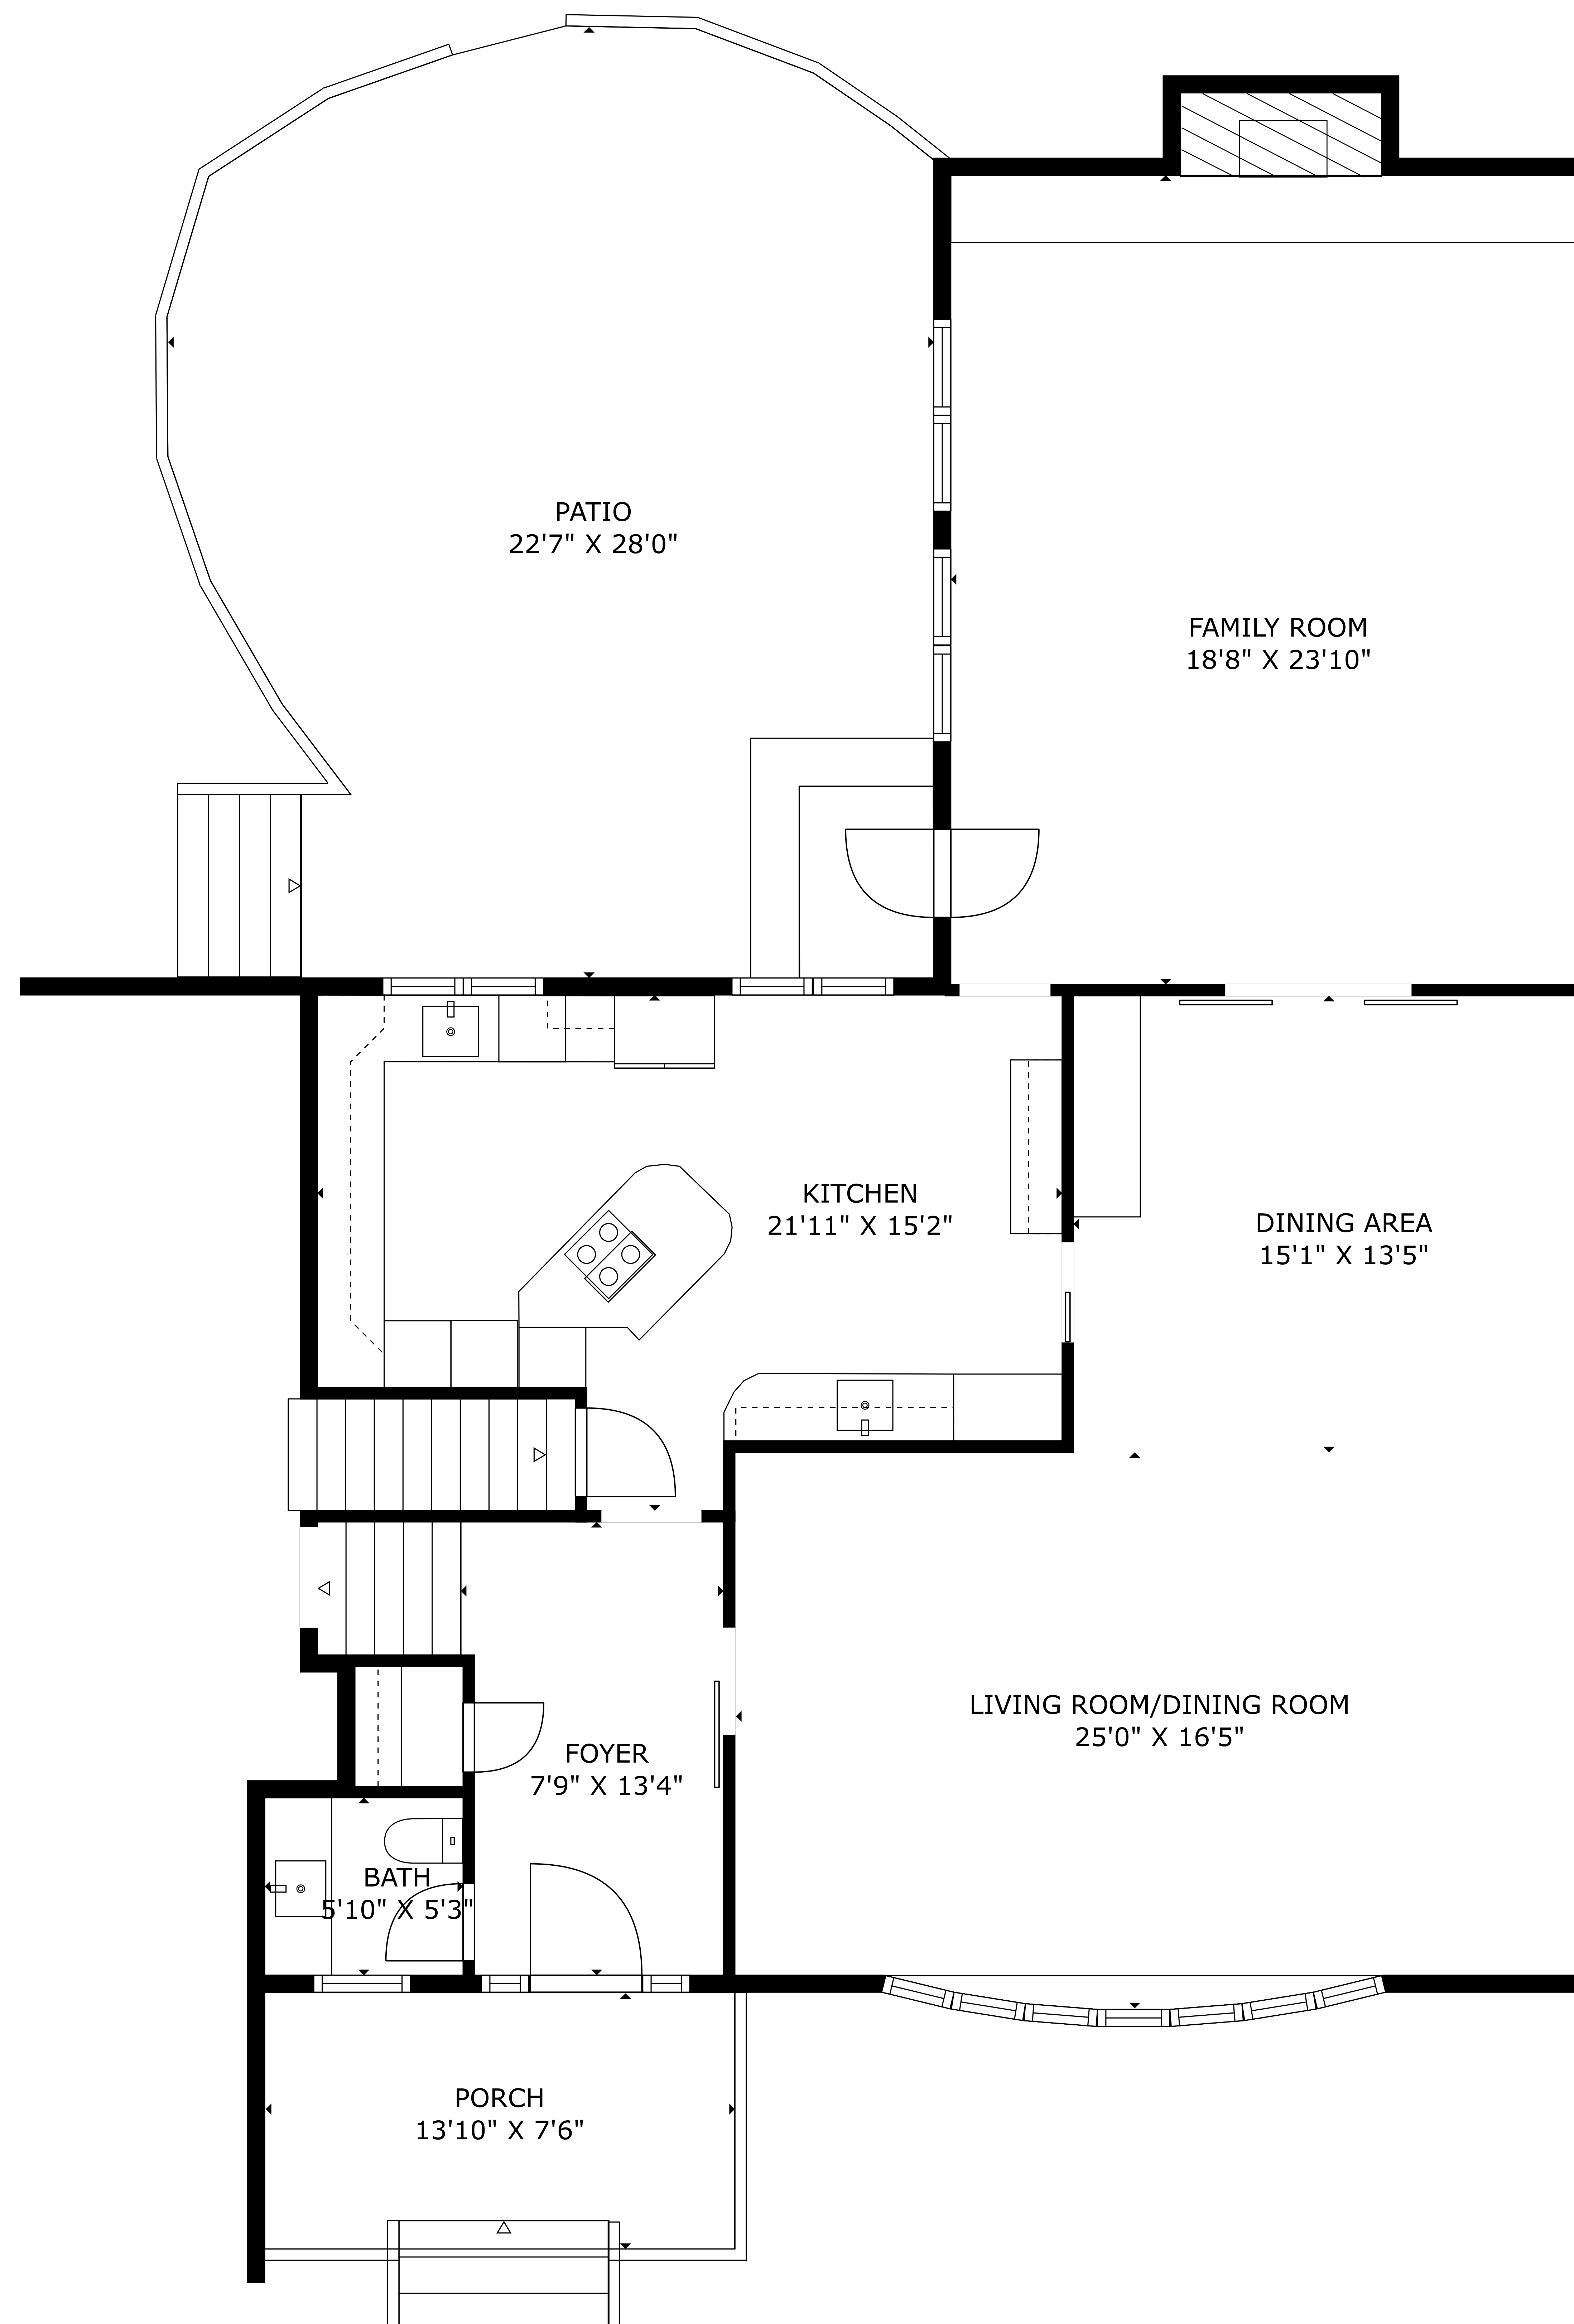 PATIO
22'7" X 28'0"
FAMILY ROOM
18'8" X 23'10"
KITCHEN
21'11" X 15'2"
DINING AREA
15'1" X 13'5"
LIVING ROOM/DINING ROOM
25'0" X 16'5"
FOYER
7'9" X 13'4"
BATH
5'10" X 5'3"
PORCH
13'10" X 7'6"